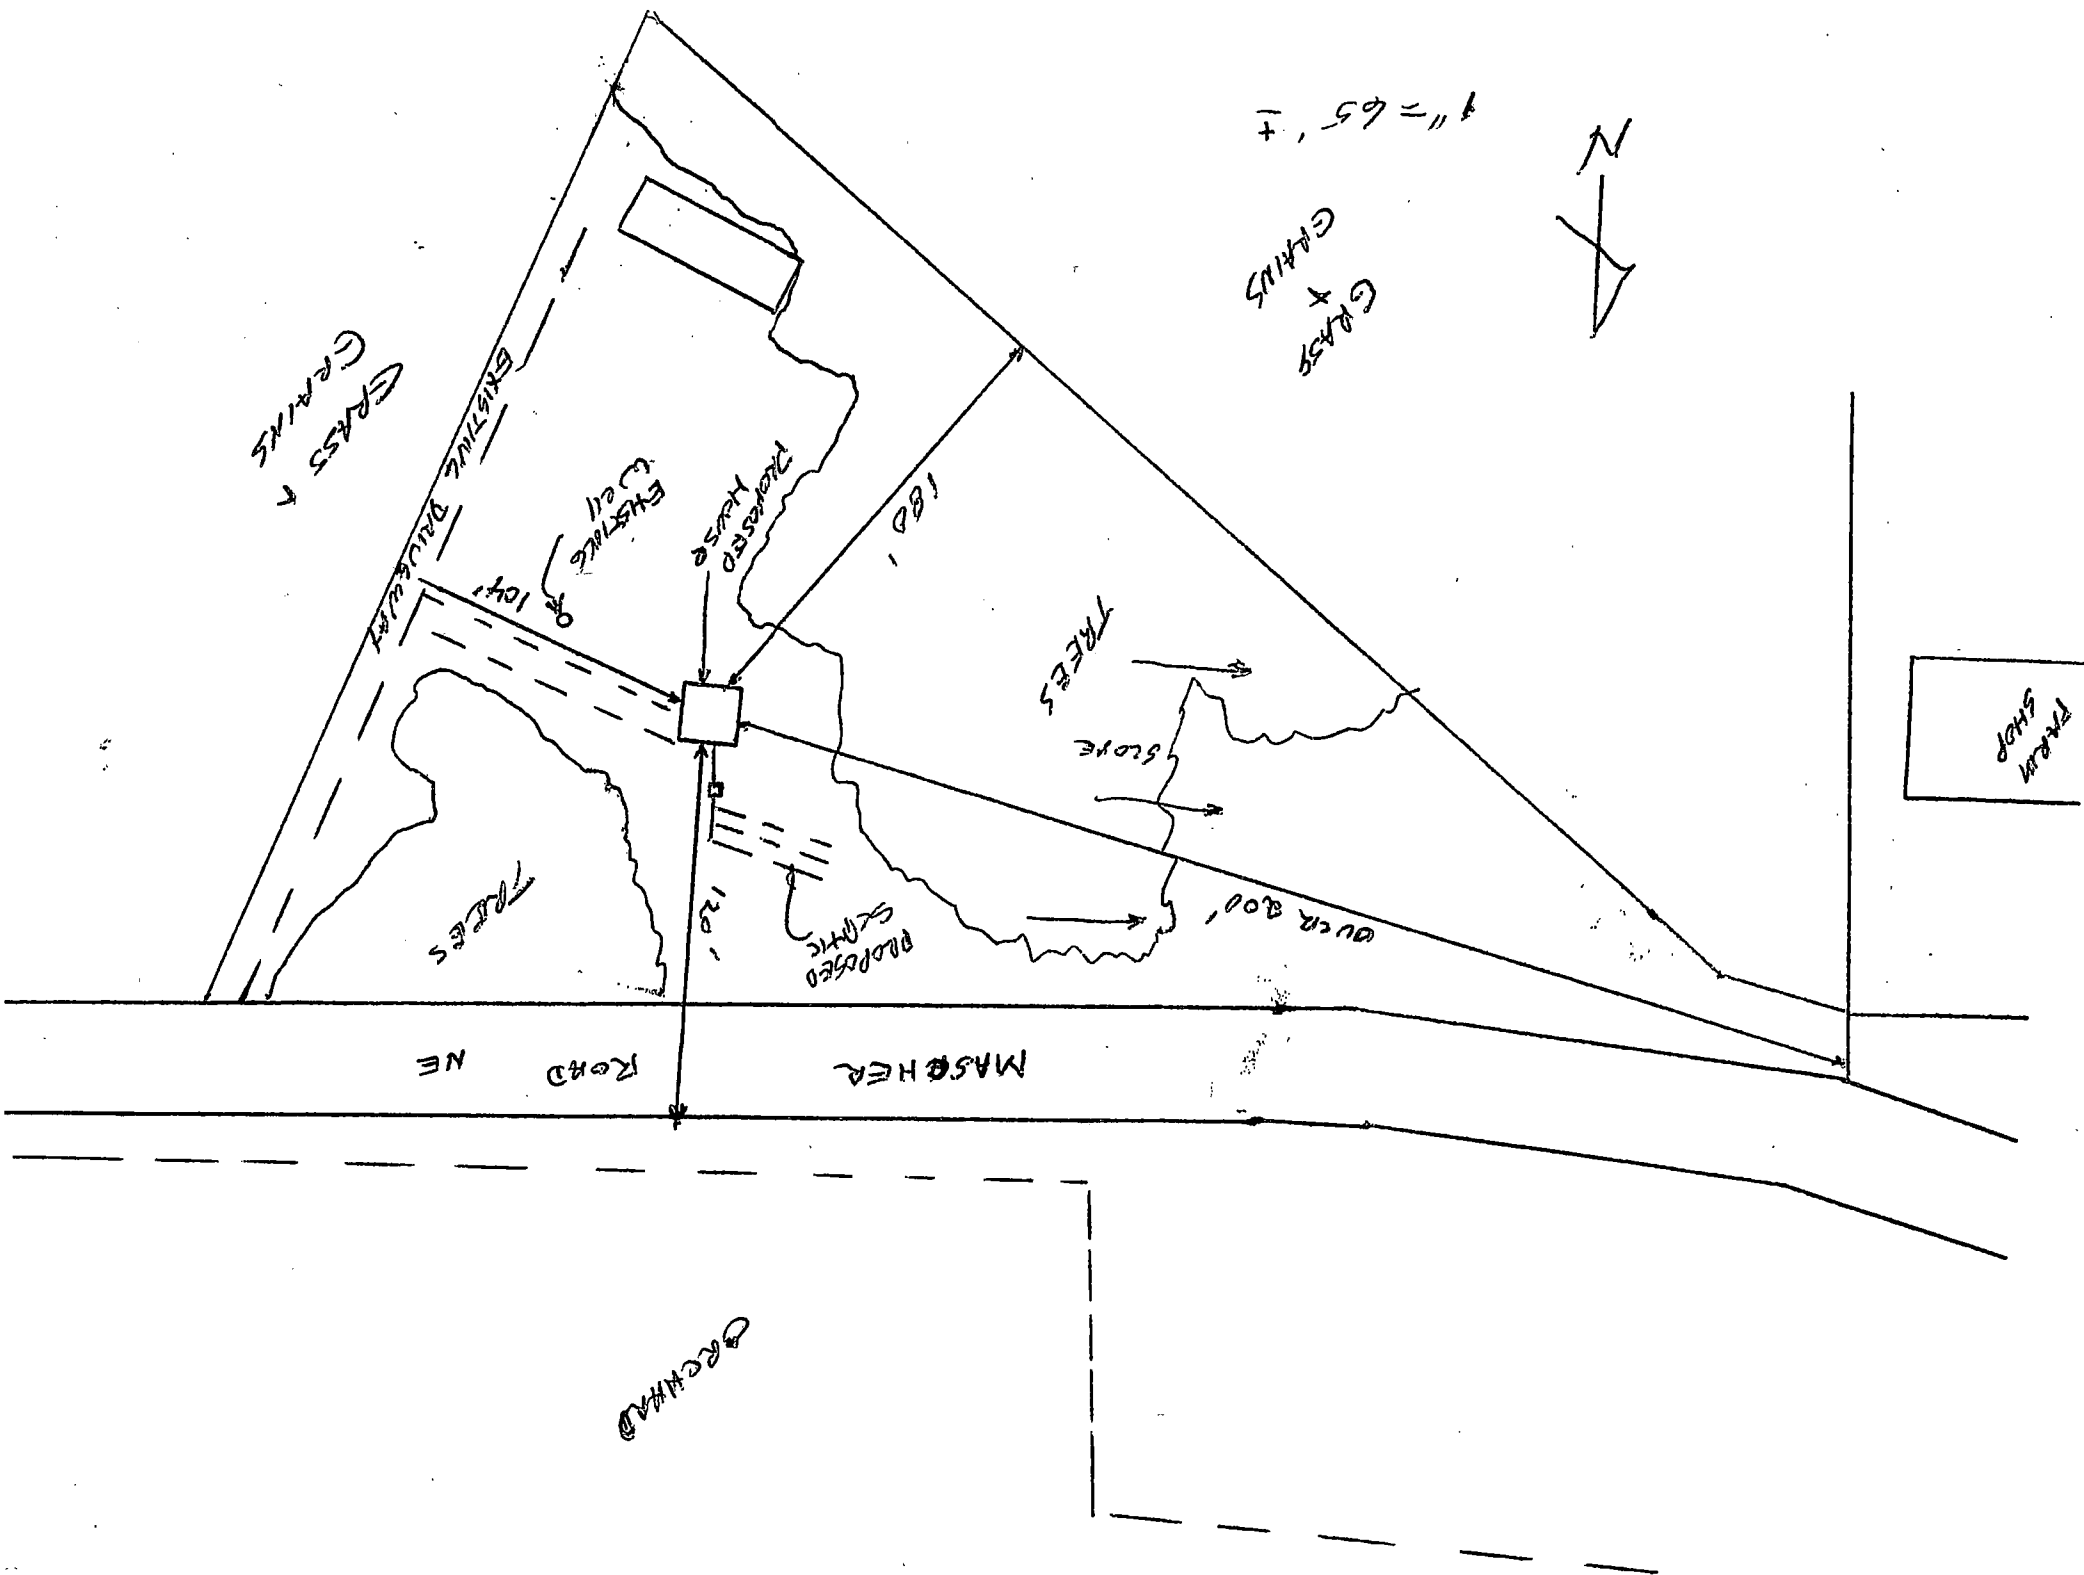 1" = 65' ±
N
GRASS
&
GRAINS
GRASS &
GRAINS
EXISTING DRIVEWAY
EXISTING
Well
PROPOSED
HOUSE
180'
104'
TREES
SLOPE
FARM
SHOP
TREES
120'
PROPOSED
SEPTIC
OVER 200'
MASCHER ROAD NE
ORCHARD